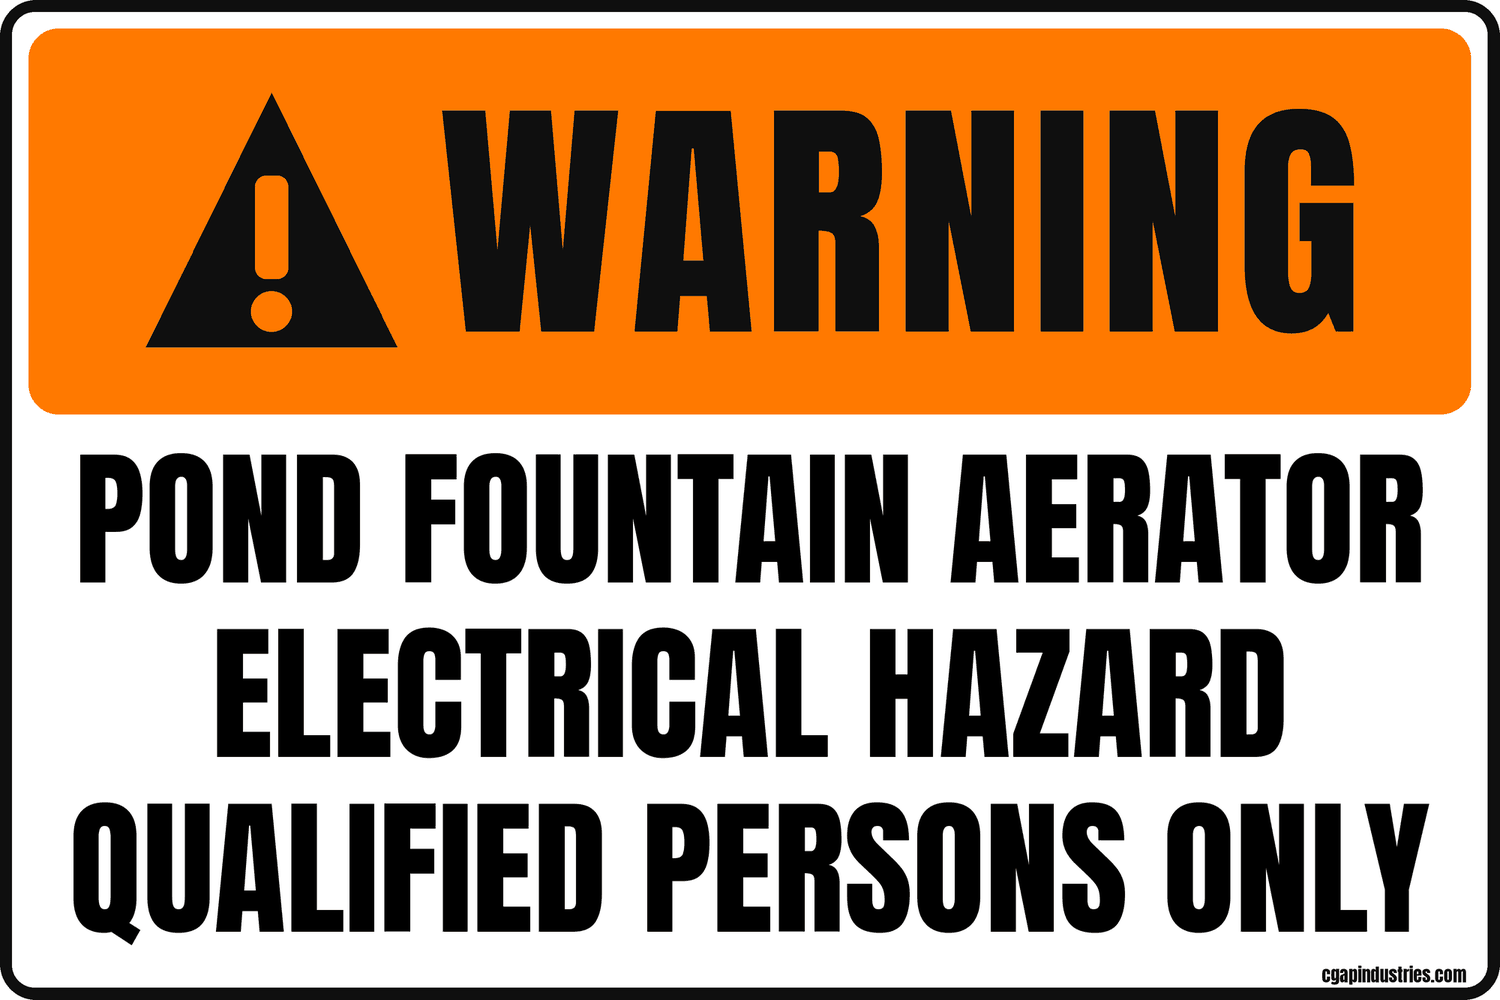 WARNING
POND FOUNTAIN AERATOR
ELECTRICAL HAZARD
QUALIFIED PERSONS ONLY
cgapindustries.com